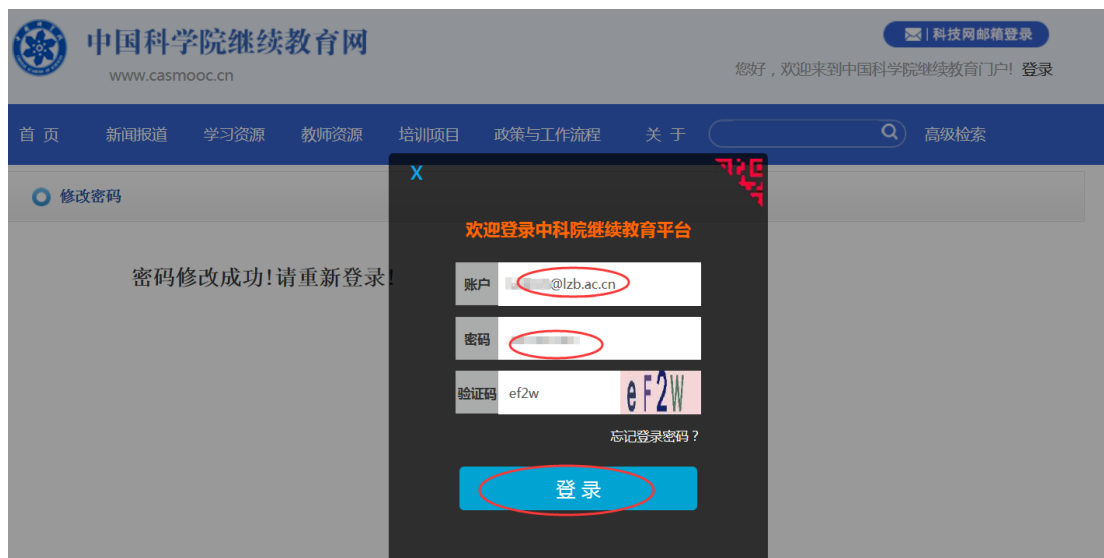 中国科学院继续教育网
www.casmooc.cn
科技网邮箱登录
您好，欢迎来到中国科学院继续教育门户! 登录
首 页 新闻报道 学习资源 教师资源 培训项目 政策与工作流程 关 于 高级检索
X
修改密码
欢迎登录中科院继续教育平台
密码修改成功!请重新登录!
账户 @lzb.ac.cn
密码
验证码 ef2w eF2W
忘记登录密码？
登 录